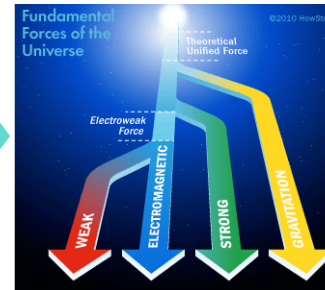 Fundamental
Forces of the
Universe
©2010 HowSt
Theoretical
Unified Force
Electroweak
Force
WEAK
ELECTROMAGNETIC
STRONG
GRAVITATION